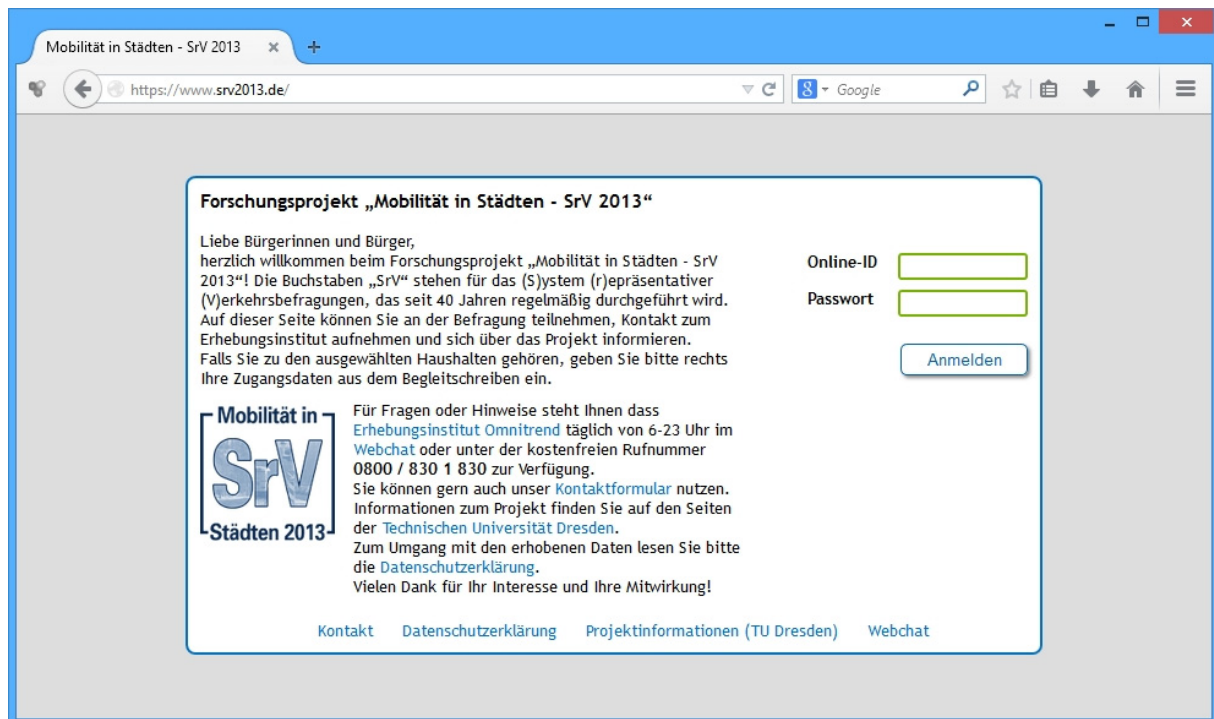 Mobilität in Städten - SrV 2013
https://www.srv2013.de/
Google
Forschungsprojekt „Mobilität in Städten - SrV 2013“
Liebe Bürgerinnen und Bürger,
herzlich willkommen beim Forschungsprojekt „Mobilität in Städten - SrV
2013“! Die Buchstaben „SrV“ stehen für das (S)ystem (r)epräsentativer
(V)erkehrsbefragungen, das seit 40 Jahren regelmäßig durchgeführt wird.
Auf dieser Seite können Sie an der Befragung teilnehmen, Kontakt zum
Erhebungsinstitut aufnehmen und sich über das Projekt informieren.
Falls Sie zu den ausgewählten Haushalten gehören, geben Sie bitte rechts
Ihre Zugangsdaten aus dem Begleitschreiben ein.
Online-ID
Passwort
Anmelden
Mobilität in
SrV
Städten 2013
Für Fragen oder Hinweise steht Ihnen dass
Erhebungsinstitut Omnitrend täglich von 6-23 Uhr im
Webchat oder unter der kostenfreien Rufnummer
0800 / 830 1 830 zur Verfügung.
Sie können gern auch unser Kontaktformular nutzen.
Informationen zum Projekt finden Sie auf den Seiten
der Technischen Universität Dresden.
Zum Umgang mit den erhobenen Daten lesen Sie bitte
die Datenschutzerklärung.
Vielen Dank für Ihr Interesse und Ihre Mitwirkung!
Kontakt Datenschutzerklärung Projektinformationen (TU Dresden) Webchat